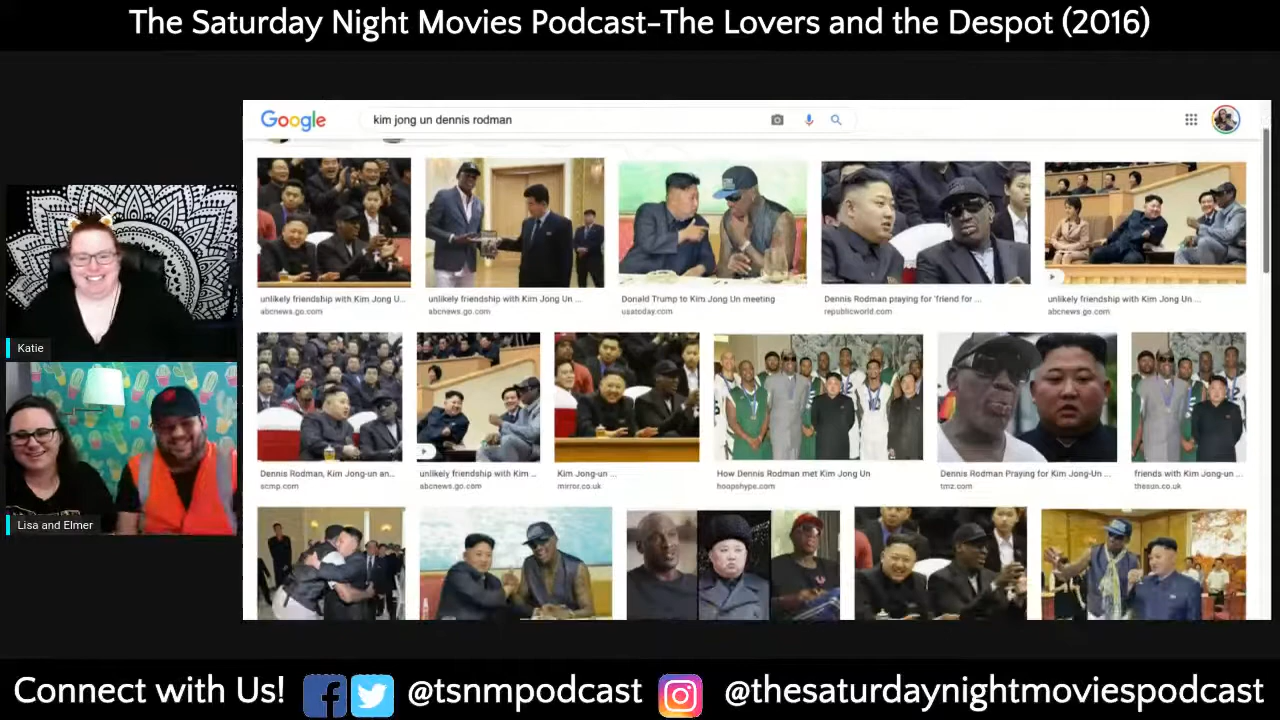 The Saturday Night Movies Podcast-The Lovers and the Despot (2016)
Google
kim jong un dennis rodman
unlikely friendship with Kim Jong U...
abcnews.go.com
unlikely friendship with Kim Jong Un ...
abcnews.go.com
Donald Trump to Kim Jong Un meeting
usatoday.com
Dennis Rodman praying for 'friend for ...
republicworld.com
unlikely friendship with Kim Jong Un ...
abcnews.go.com
Katie
Dennis Rodman, Kim Jong-un an...
scmp.com
unlikely friendship with Kim ...
abcnews.go.com
Kim Jong-un ...
mirror.co.uk
How Dennis Rodman met Kim Jong Un
hoopshype.com
Dennis Rodman Praying for Kim Jong-Un ...
tmz.com
friends with Kim Jong-un ...
thesun.co.uk
Lisa and Elmer
Connect with Us! @tsnmpodcast @thesaturdaynightmoviespodcast